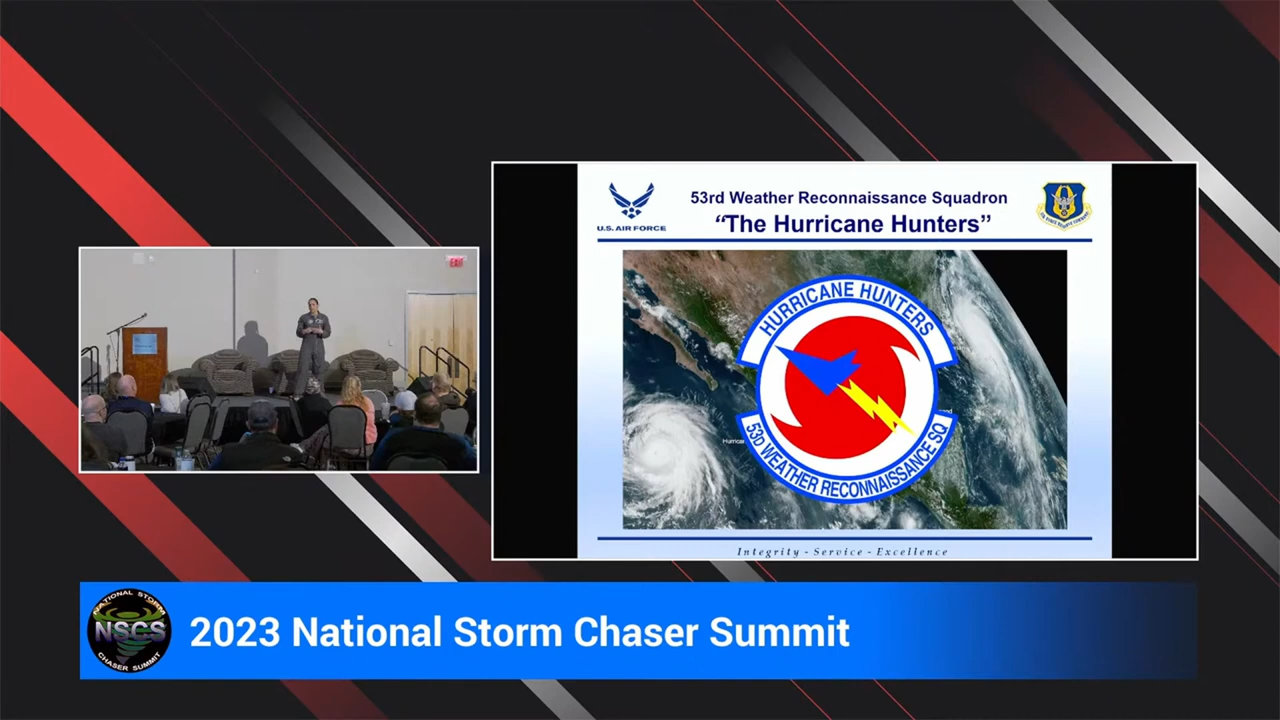 53rd Weather Reconnaissance Squadron
“The Hurricane Hunters”
U.S. AIR FORCE
HURRICANE HUNTERS
53D WEATHER RECONNAISSANCE SQ
Hurrica
Integrity - Service - Excellence
NATIONAL STORM
NSCS
CHASER SUMMIT
2023 National Storm Chaser Summit